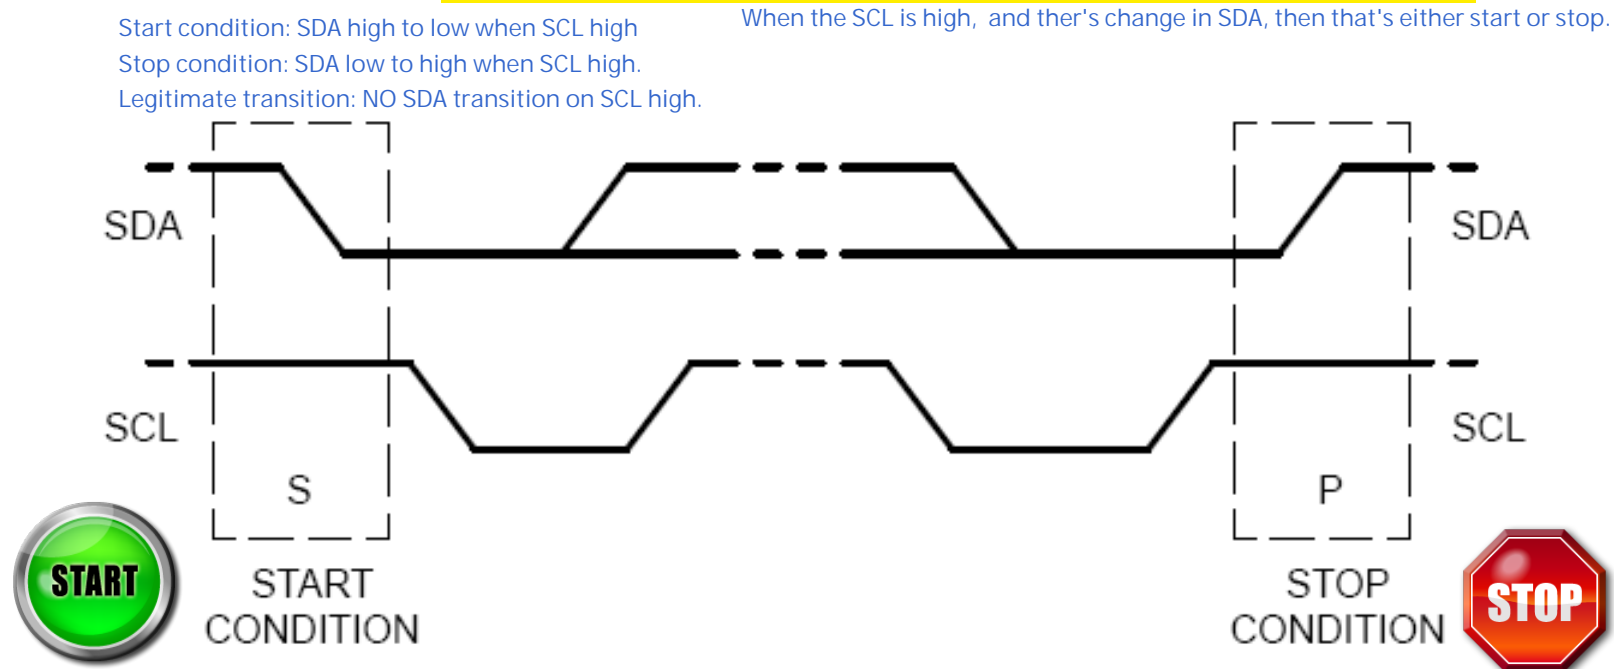 Start condition: SDA high to low when SCL high
When the SCL is high, and ther's change in SDA, then that's either start or stop.
Stop condition: SDA low to high when SCL high.
Legitimate transition: NO SDA transition on SCL high.
SDA
SDA
SCL
SCL
S
P
START
START
CONDITION
STOP
CONDITION
STOP